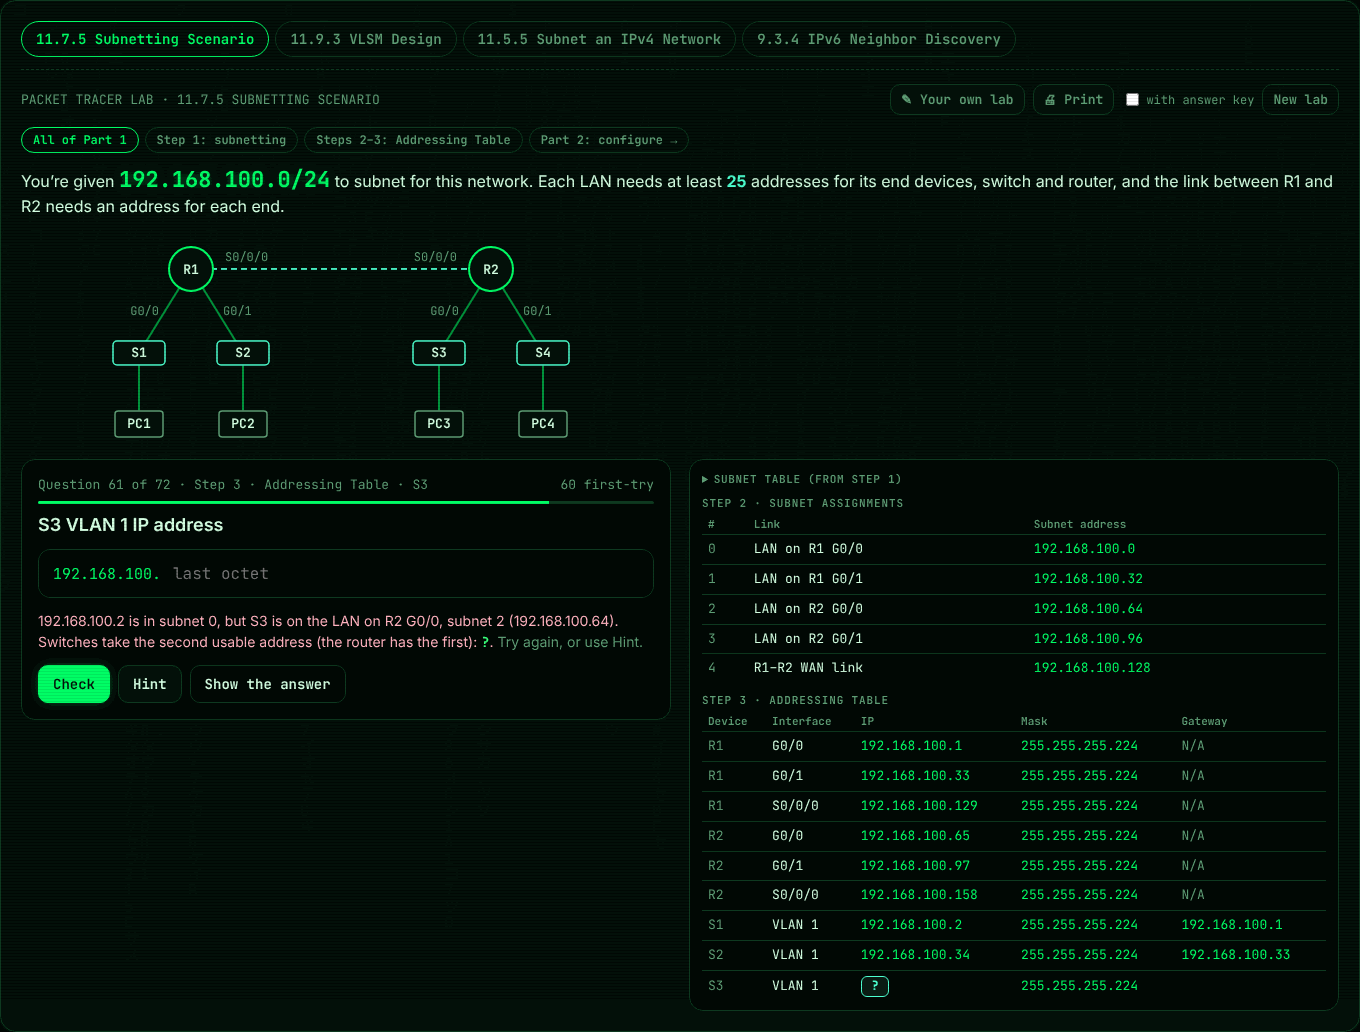 11.7.5 Subnetting Scenario
11.9.3 VLSM Design
11.5.5 Subnet an IPv4 Network
9.3.4 IPv6 Neighbor Discovery
PACKET TRACER LAB · 11.7.5 SUBNETTING SCENARIO
✎ Your own lab
🖨 Print
with answer key
New lab
All of Part 1
Step 1: subnetting
Steps 2–3: Addressing Table
Part 2: configure →
You’re given 192.168.100.0/24 to subnet for this network. Each LAN needs at least 25 addresses for its end devices, switch and router, and the link between R1 and
R2 needs an address for each end.
R1 S0/0/0 S0/0/0 R2
G0/0 G0/1 G0/0 G0/1
S1 S2 S3 S4
PC1 PC2 PC3 PC4
Question 61 of 72 · Step 3 · Addressing Table · S3
60 first-try
S3 VLAN 1 IP address
192.168.100. last octet
192.168.100.2 is in subnet 0, but S3 is on the LAN on R2 G0/0, subnet 2 (192.168.100.64).
Switches take the second usable address (the router has the first): ?. Try again, or use Hint.
Check
Hint
Show the answer
▶ SUBNET TABLE (FROM STEP 1)
STEP 2 · SUBNET ASSIGNMENTS
# Link Subnet address
0 LAN on R1 G0/0 192.168.100.0
1 LAN on R1 G0/1 192.168.100.32
2 LAN on R2 G0/0 192.168.100.64
3 LAN on R2 G0/1 192.168.100.96
4 R1–R2 WAN link 192.168.100.128
STEP 3 · ADDRESSING TABLE
Device Interface IP Mask Gateway
R1 G0/0 192.168.100.1 255.255.255.224 N/A
R1 G0/1 192.168.100.33 255.255.255.224 N/A
R1 S0/0/0 192.168.100.129 255.255.255.224 N/A
R2 G0/0 192.168.100.65 255.255.255.224 N/A
R2 G0/1 192.168.100.97 255.255.255.224 N/A
R2 S0/0/0 192.168.100.158 255.255.255.224 N/A
S1 VLAN 1 192.168.100.2 255.255.255.224 192.168.100.1
S2 VLAN 1 192.168.100.34 255.255.255.224 192.168.100.33
S3 VLAN 1 ? 255.255.255.224